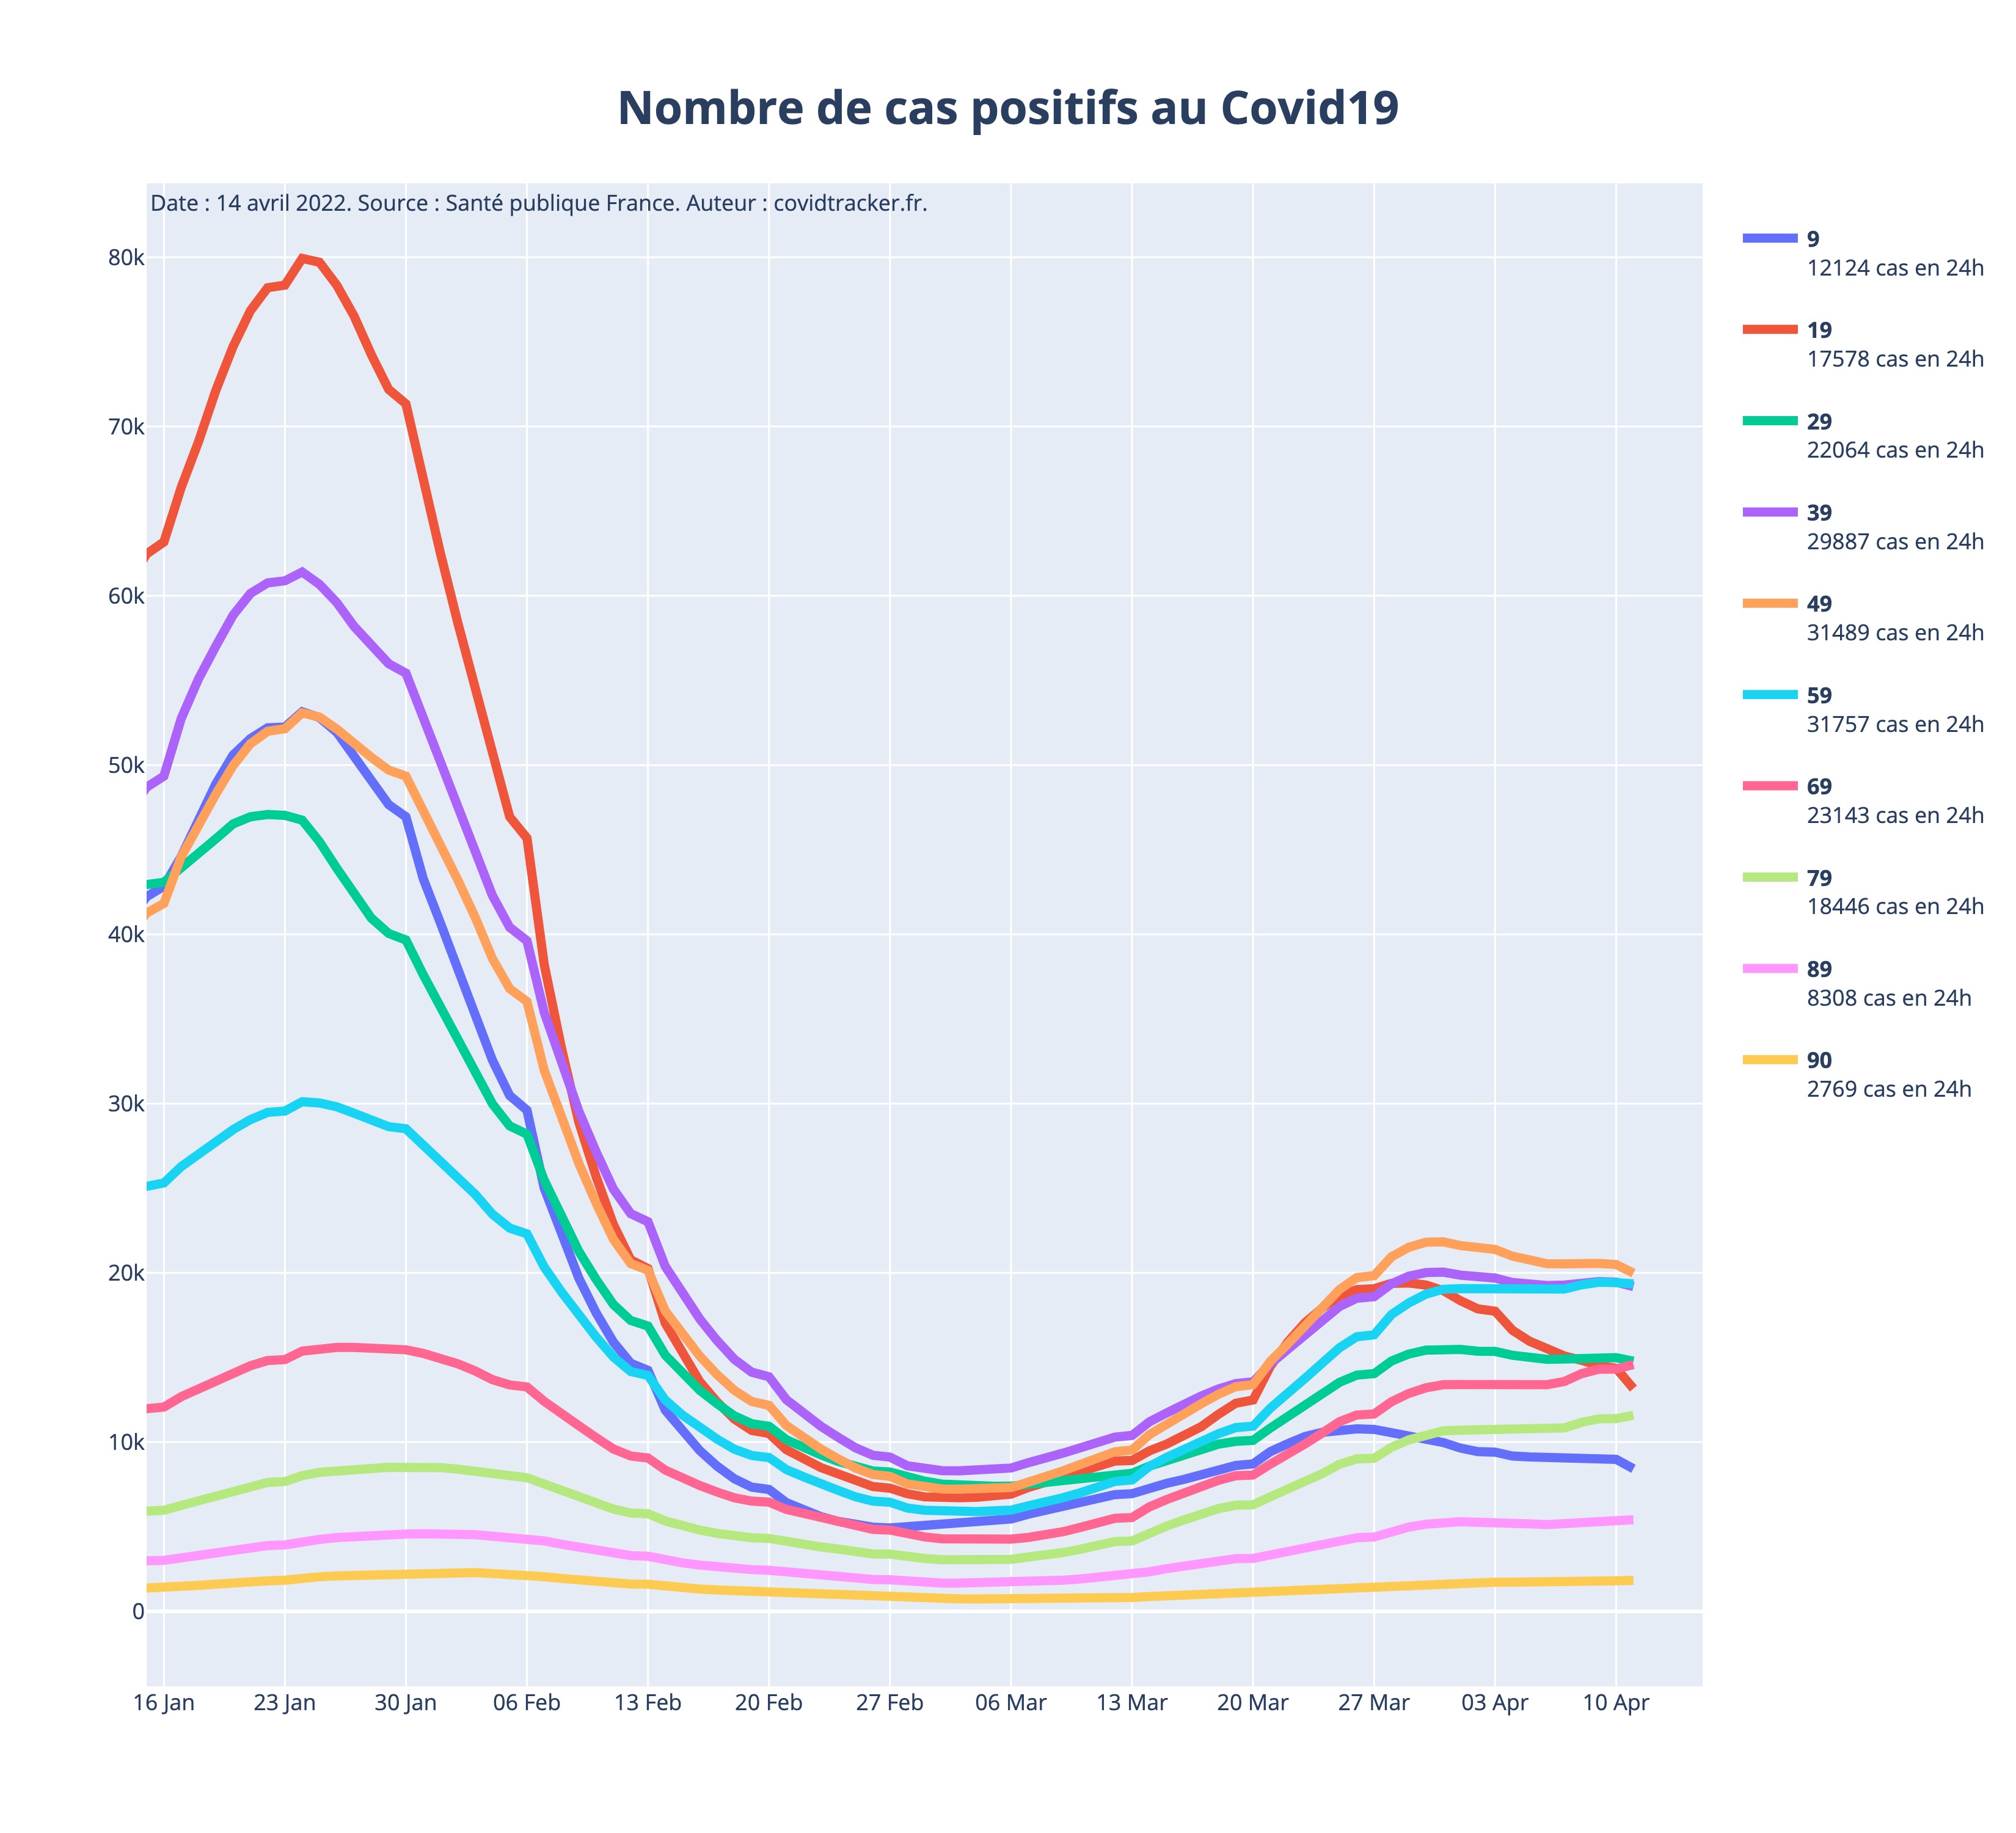 Nombre de cas positifs au Covid19
Date : 14 avril 2022. Source : Santé publique France. Auteur : covidtracker.fr.
80k
70k
60k
50k
40k
30k
20k
10k
0
16 Jan
23 Jan
30 Jan
06 Feb
13 Feb
20 Feb
27 Feb
06 Mar
13 Mar
20 Mar
27 Mar
03 Apr
10 Apr
9
12124 cas en 24h
19
17578 cas en 24h
29
22064 cas en 24h
39
29887 cas en 24h
49
31489 cas en 24h
59
31757 cas en 24h
69
23143 cas en 24h
79
18446 cas en 24h
89
8308 cas en 24h
90
2769 cas en 24h